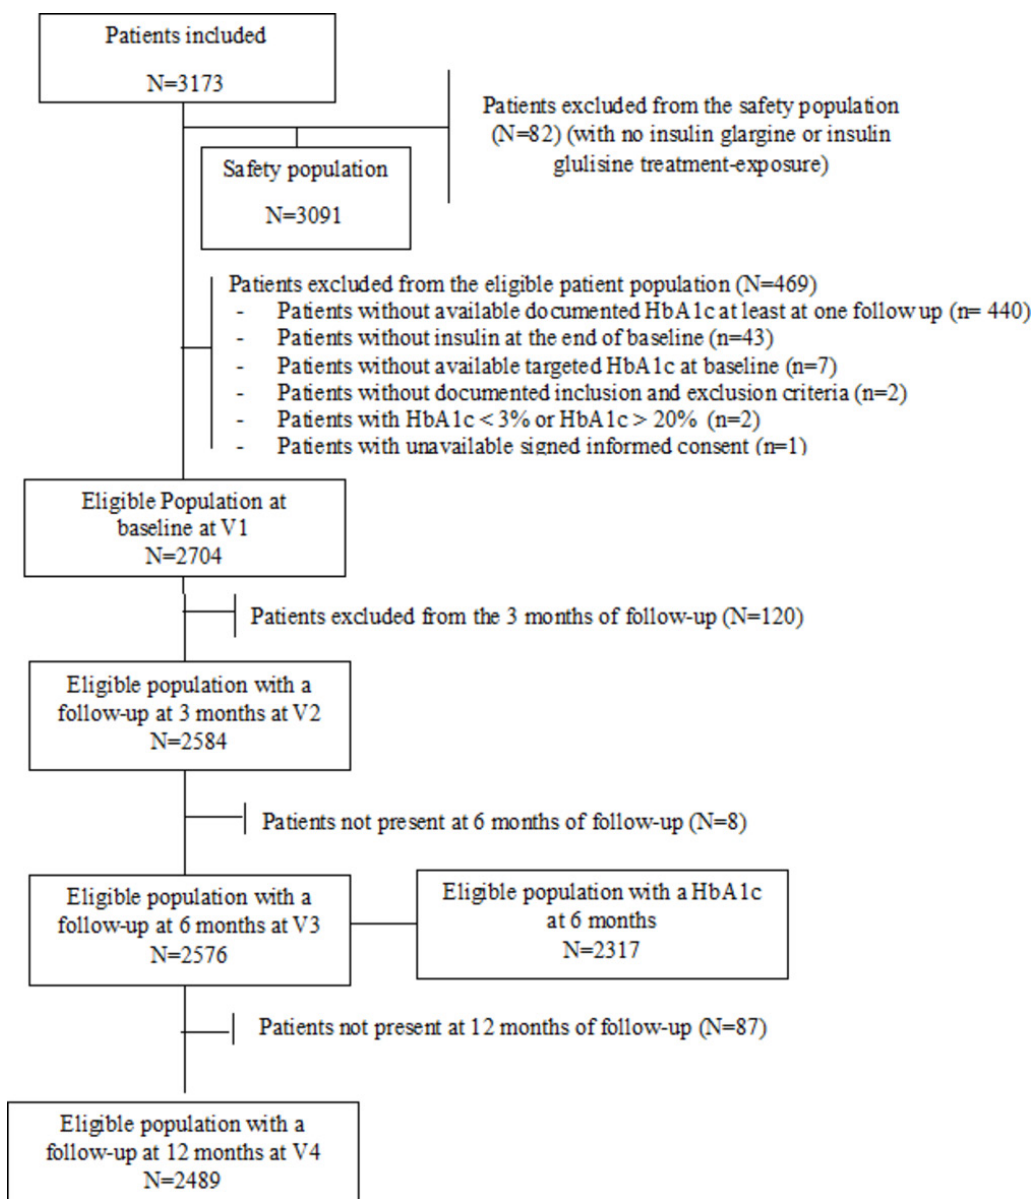 Patients included
N=3173
Patients excluded from the safety population
(N=82) (with no insulin glargine or insulin
glulisine treatment-exposure)
Safety population
N=3091
Patients excluded from the eligible patient population (N=469)
- Patients without available documented HbA1c at least at one follow up (n= 440)
- Patients without insulin at the end of baseline (n=43)
- Patients without available targeted HbA1c at baseline (n=7)
- Patients without documented inclusion and exclusion criteria (n=2)
- Patients with HbA1c < 3% or HbA1c > 20% (n=2)
- Patients with unavailable signed informed consent (n=1)
Eligible Population at
baseline at V1
N=2704
Patients excluded from the 3 months of follow-up (N=120)
Eligible population with a
follow-up at 3 months at V2
N=2584
Patients not present at 6 months of follow-up (N=8)
Eligible population with a
follow-up at 6 months at V3
N=2576
Eligible population with a HbA1c
at 6 months
N=2317
Patients not present at 12 months of follow-up (N=87)
Eligible population with a
follow-up at 12 months at V4
N=2489